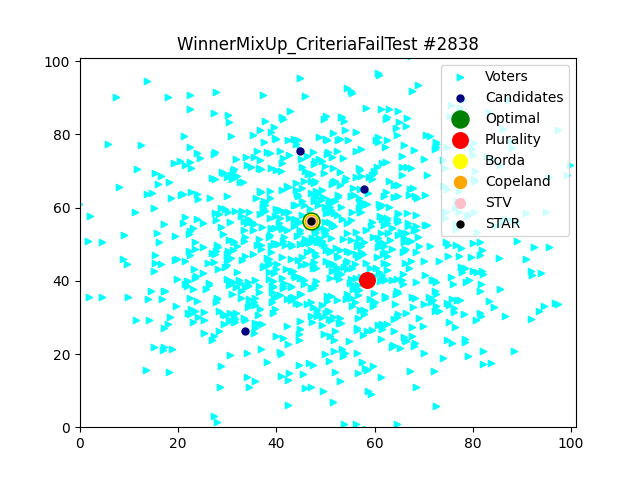 WinnerMixUp_CriteriaFailTest #2838
100
80
60
40
20
0
0
20
40
60
80
100
Voters
Candidates
Optimal
Plurality
Borda
Copeland
STV
STAR